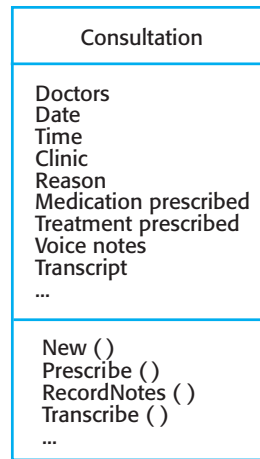 Consultation
Doctors
Date
Time
Clinic
Reason
Medication prescribed
Treatment prescribed
Voice notes
Transcript
...
New ( )
Prescribe ( )
RecordNotes ( )
Transcribe ( )
...